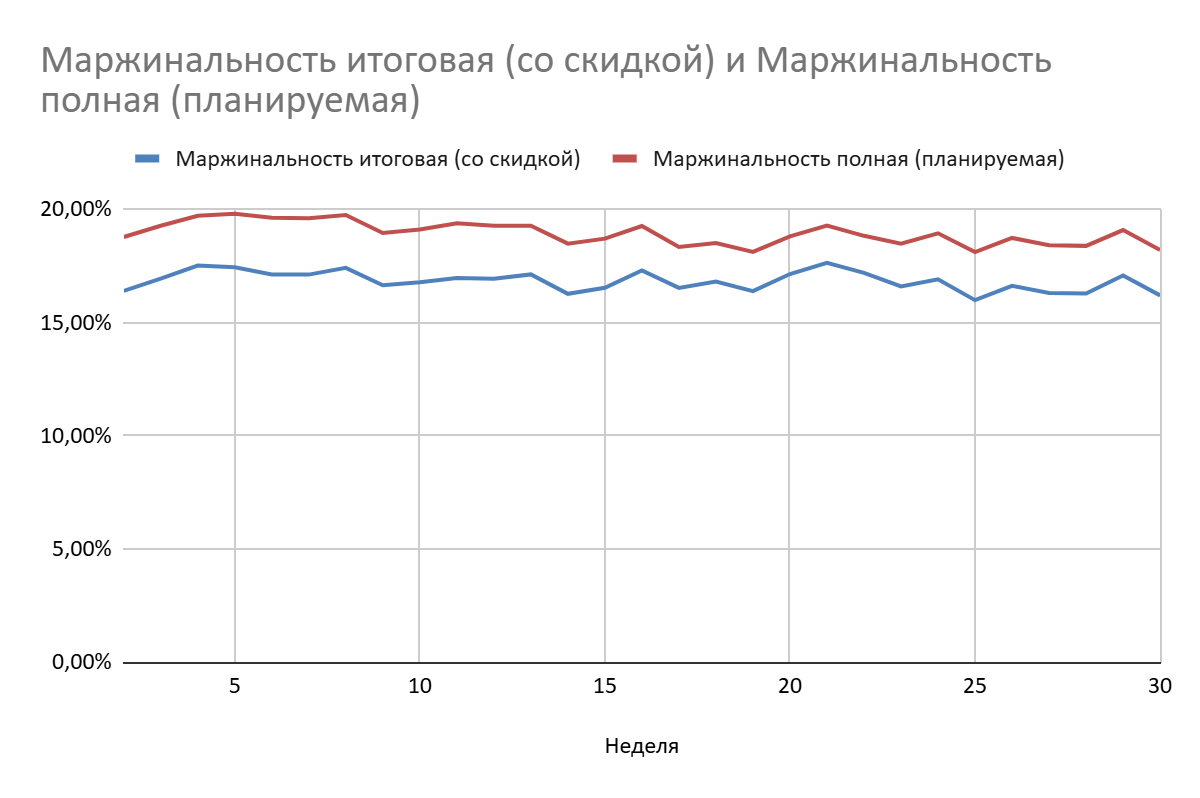 Маржинальность итоговая (со скидкой) и Маржинальность
полная (планируемая)
Маржинальность итоговая (со скидкой) Маржинальность полная (планируемая)
20,00%
15,00%
10,00%
5,00%
0,00%
5 10 15 20 25 30
Неделя